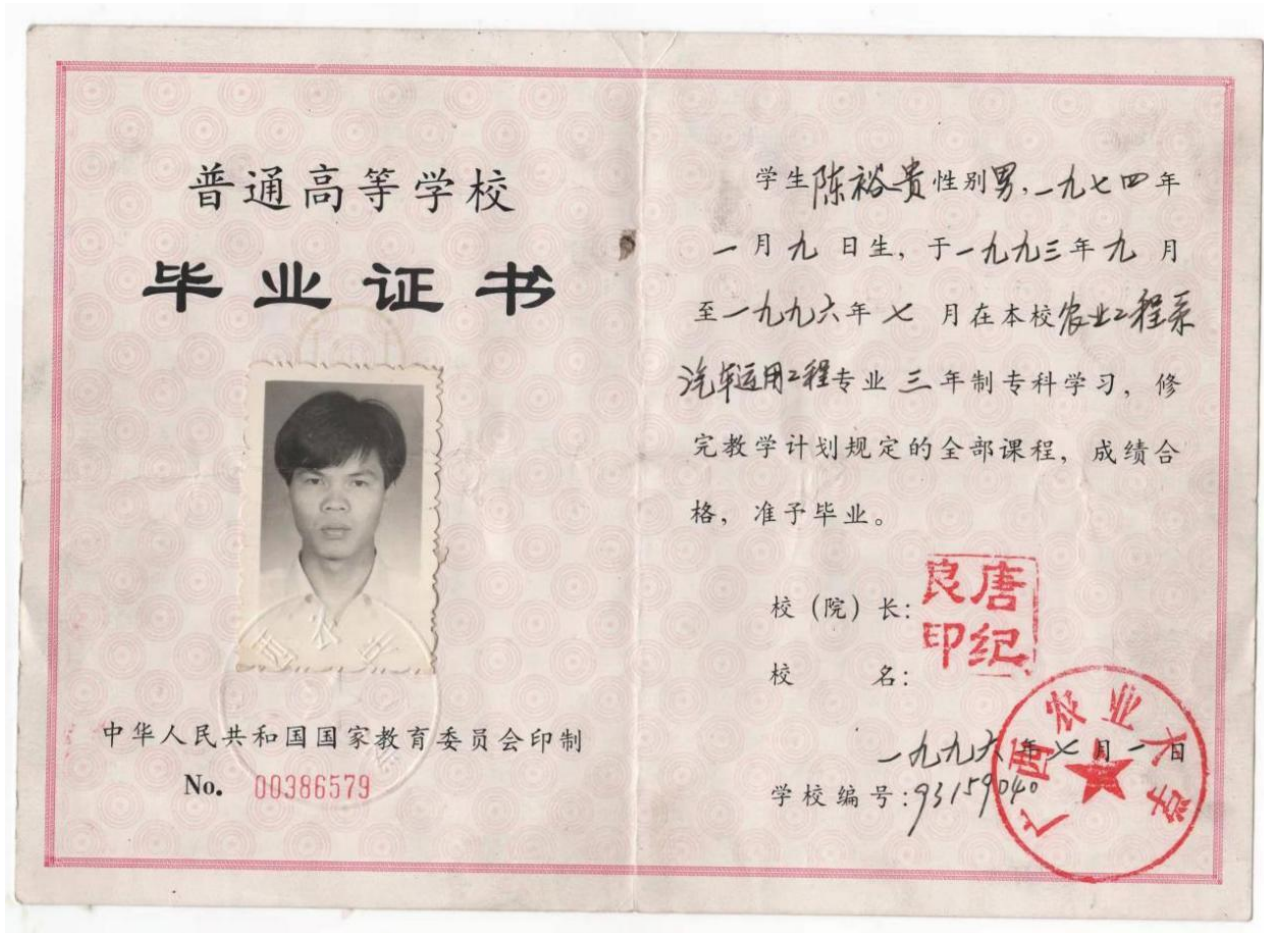 普通高等学校
毕业证书
中华人民共和国国家教育委员会印制
No. 00386579
学生陈裕贵性别男,一九七四年
一月九日生,于一九九三年九月
至一九九六年七月在本校农业工程系
汽车运用工程专业三年制专科学习,修
完教学计划规定的全部课程,成绩合
格,准予毕业。
校(院)长:
唐纪良印
校名:
广西农业大学
一九九六年七月一日
学校编号:93159040